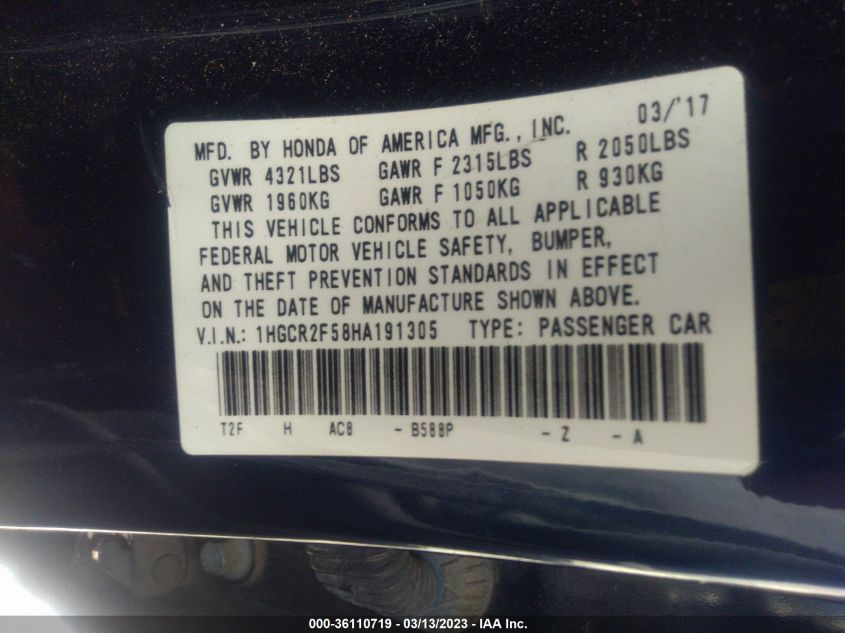 MFD. BY HONDA OF AMERICA MFG., INC. 03/'17
GVWR 4321LBS GAWR F 2315LBS R 2050LBS
GVWR 1960KG GAWR F 1050KG R 930KG
THIS VEHICLE CONFORMS TO ALL APPLICABLE
FEDERAL MOTOR VEHICLE SAFETY, BUMPER,
AND THEFT PREVENTION STANDARDS IN EFFECT
ON THE DATE OF MANUFACTURE SHOWN ABOVE.
V.I.N.: 1HGCR2F58HA191305 TYPE: PASSENGER CAR
T2F H AC8 - B588P - Z - A
000-36110719 - 03/13/2023 - IAA Inc.